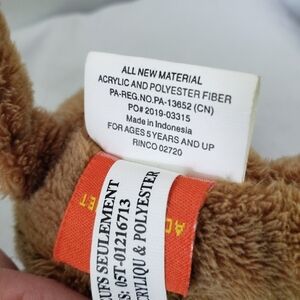 ALL NEW MATERIAL
ACRYLIC AND POLYESTER FIBER
PA-REG.NO.PA-13652 (CN)
PO# 2019-03315
Made in Indonesia
FOR AGES 5 YEARS AND UP
RINCO 02720
UFS SEULEMENT
S: 05T-01216713
CRYLIQU & POLYESTER